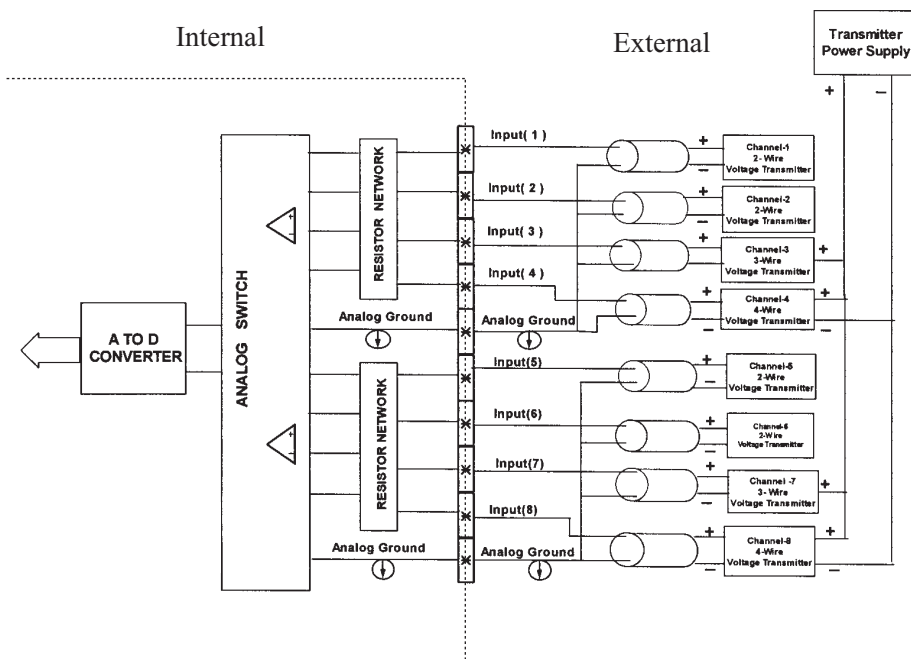 Internal
External
Transmitter
Power Supply
+
−
Input( 1 )
+
−
Channel-1
2- Wire
Voltage Transmitter
Input( 2 )
+
−
Channel-2
2-Wire
Voltage Transmitter
Input( 3 )
+
−
Channel-3
3-Wire
Voltage Transmitter
+
Input( 4 )
+
−
Channel-4
4-Wire
Voltage Transmitter
+
−
RESISTOR NETWORK
Analog Ground
Analog Ground
ANALOG SWITCH
A TO D
CONVERTER
Input(5)
+
−
Channel-5
2-Wire
Voltage Transmitter
Input(6)
+
−
Channel-6
2-Wire
Voltage Transmitter
RESISTOR NETWORK
Input(7)
+
−
Channel -7
3- Wire
Voltage Transmitter
+
Input(8)
+
−
Channel-8
4-Wire
Voltage Transmitter
+
−
Analog Ground
Analog Ground